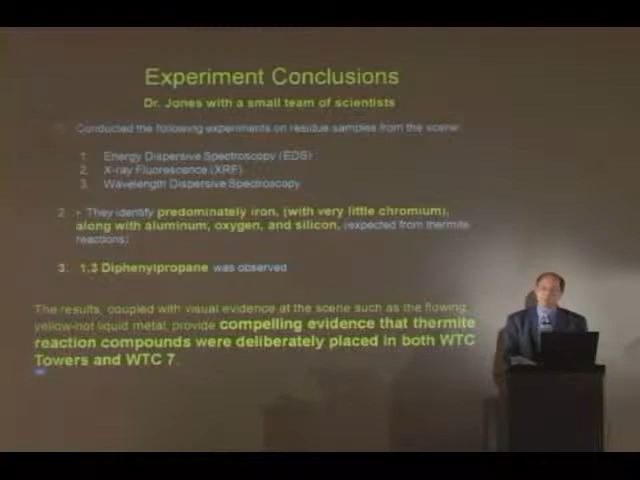 Experiment Conclusions
Dr. Jones with a small team of scientists
Conducted the following experiments on residue samples from the scene:
1. Energy Dispersive Spectroscopy (EDS)
2. X-ray Fluorescence (XRF)
3. Wavelength Dispersive Spectroscopy
2. • They identify predominately iron, (with very little chromium),
along with aluminum, oxygen, and silicon, (expected from thermite
reactions)
3. 1,3 Diphenylpropane was observed
The results, coupled with visual evidence at the scene such as the flowing
yellow-hot liquid metal, provide compelling evidence that thermite
reaction compounds were deliberately placed in both WTC
Towers and WTC 7.